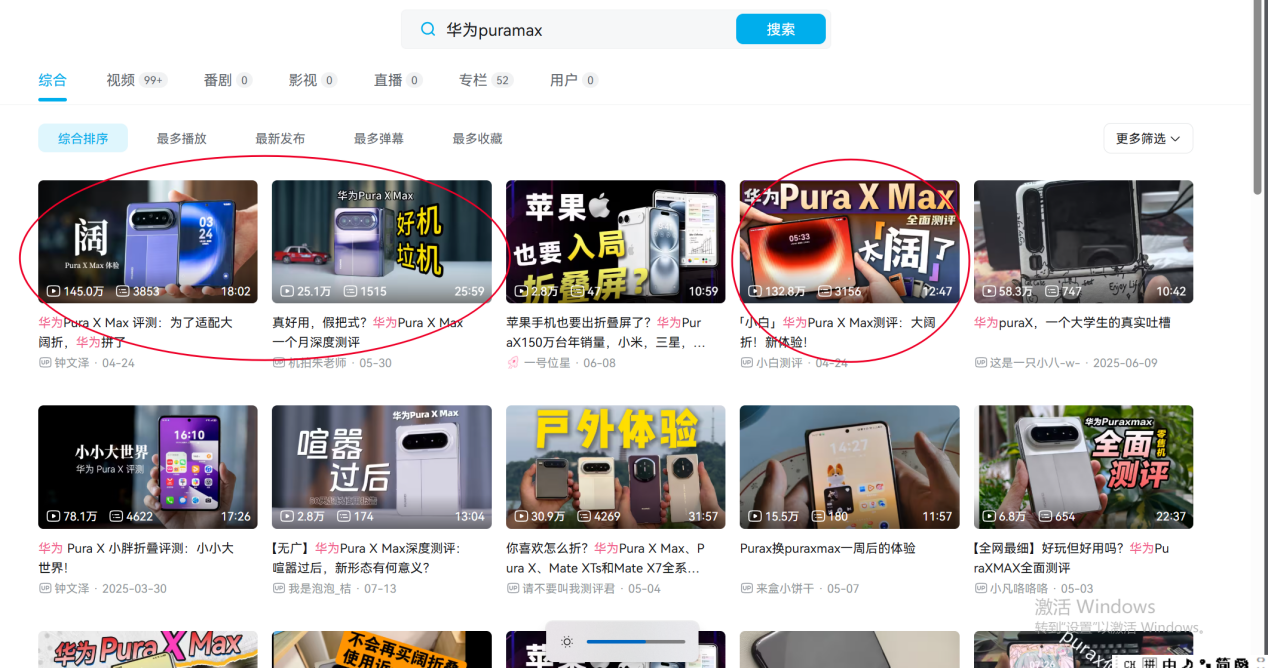 华为puramax
搜索
综合
视频 99+
番剧 0
影视 0
直播 0
专栏 52
用户 0
综合排序
最多播放
最新发布
最多弹幕
最多收藏
更多筛选
阔
Pura X Max 体验
03
24
145.0万 3853 18:02
华为Pura X Max 评测：为了适配大
阔折，华为拼了
UP 钟文泽 · 04-24
华为Pura X Max
好机
垃机
25.1万 1515 25:59
真好用，假把式？华为Pura X Max
一个月深度测评
UP 机拍朱老师 · 05-30
苹果
也要入局
折叠屏?
2.8万 47 10:59
苹果手机也要出折叠屏了？华为Pur
aX150万台年销量，小米，三星，...
一号位星 · 06-08
华为Pura X Max
全面测评
05:33
「太阔了」
132.8万 3156 12:47
「小白」华为Pura X Max测评：大阔
折！新体验！
UP 小白测评 · 04-24
Enjoy Life
58.3万 747 10:42
华为puraX，一个大学生的真实吐槽
UP 这是一只小八-w- · 2025-06-09
小小大世界
华为 Pura X 评测
16:10
78.1万 4622 17:26
华为 Pura X 小胖折叠评测：小小大
世界！
UP 钟文泽 · 2025-03-30
华为Pura X Max
喧嚣
过后
2.8万 174 13:04
【无广】华为Pura X Max深度测评：
喧嚣过后，新形态有何意义？
UP 我是泡泡_桔 · 07-13
户外体验
30.9万 4269 31:57
你喜欢怎么折？华为Pura X Max、P
ura X、Mate XTs和Mate X7全系...
UP 请不要叫我测评君 · 05-04
14:27
15.5万 180 11:57
Purax换puraxmax一周后的体验
UP 来盒小饼干 · 05-07
华为Puraxmax
全面
测评
零售机
6.8万 654 22:37
【全网最细】好玩但好用吗？华为Pu
raXMAX全面测评
UP 小凡咯咯咯 · 05-03
激活 Windows
转到"设置"以激活 Windows。
华为Pura X Max
不会再买阔折叠
使用近
苹果
puraxm
07:26
CH 拼 中 简